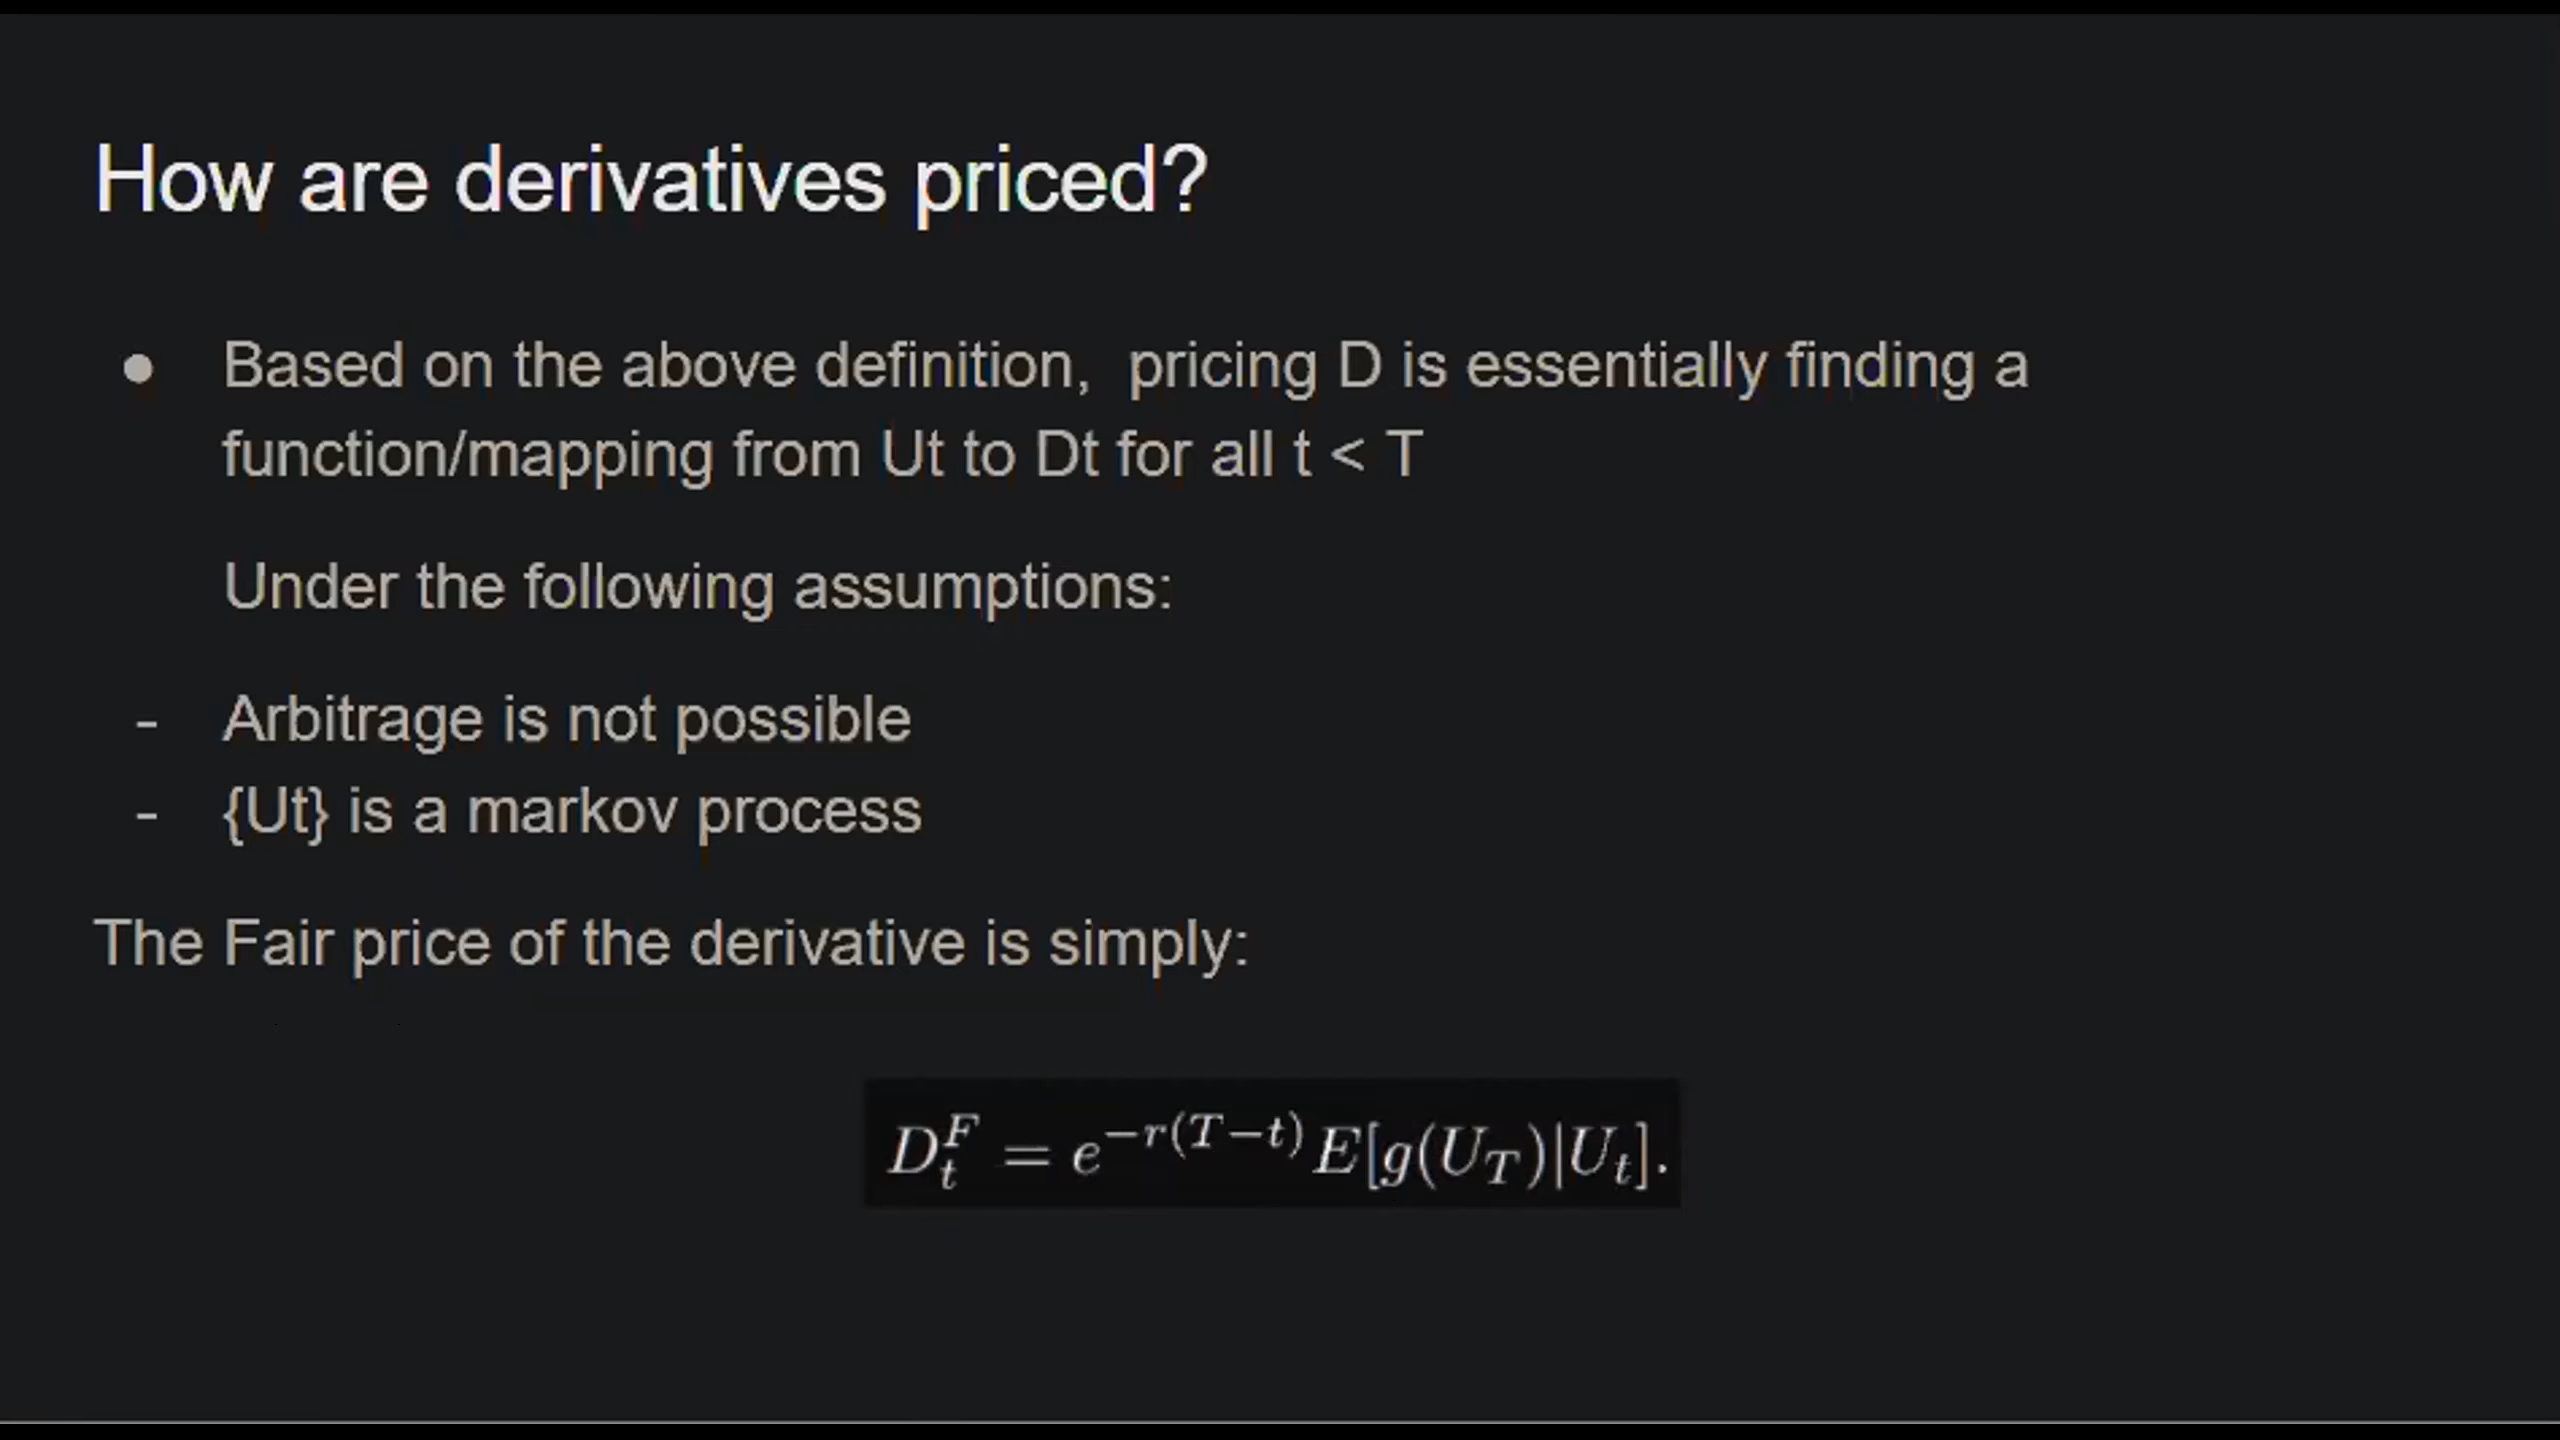 How are derivatives priced?
● Based on the above definition,  pricing D is essentially finding a
function/mapping from Ut to Dt for all t < T
Under the following assumptions:
- Arbitrage is not possible
- {Ut} is a markov process
The Fair price of the derivative is simply:
$D_t^F = e^{-r(T-t)} E[g(U_T)|U_t].$